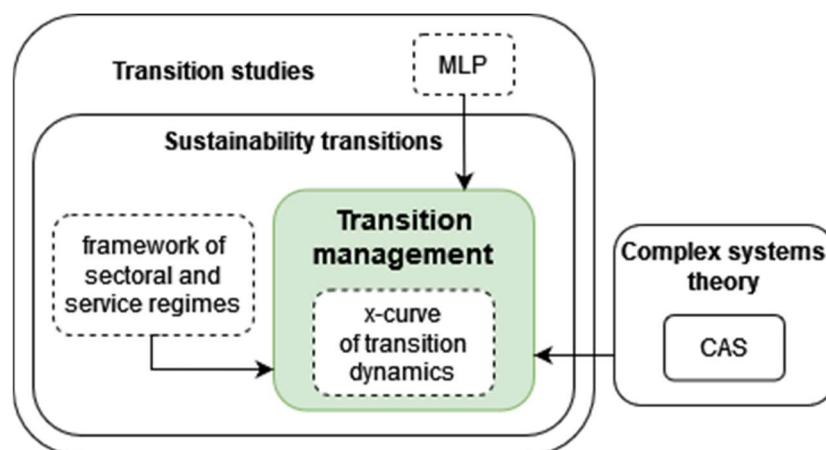 Transition studies
MLP
Sustainability transitions
framework of
sectoral and
service regimes
Transition
management
x-curve
of transition
dynamics
Complex systems
theory
CAS